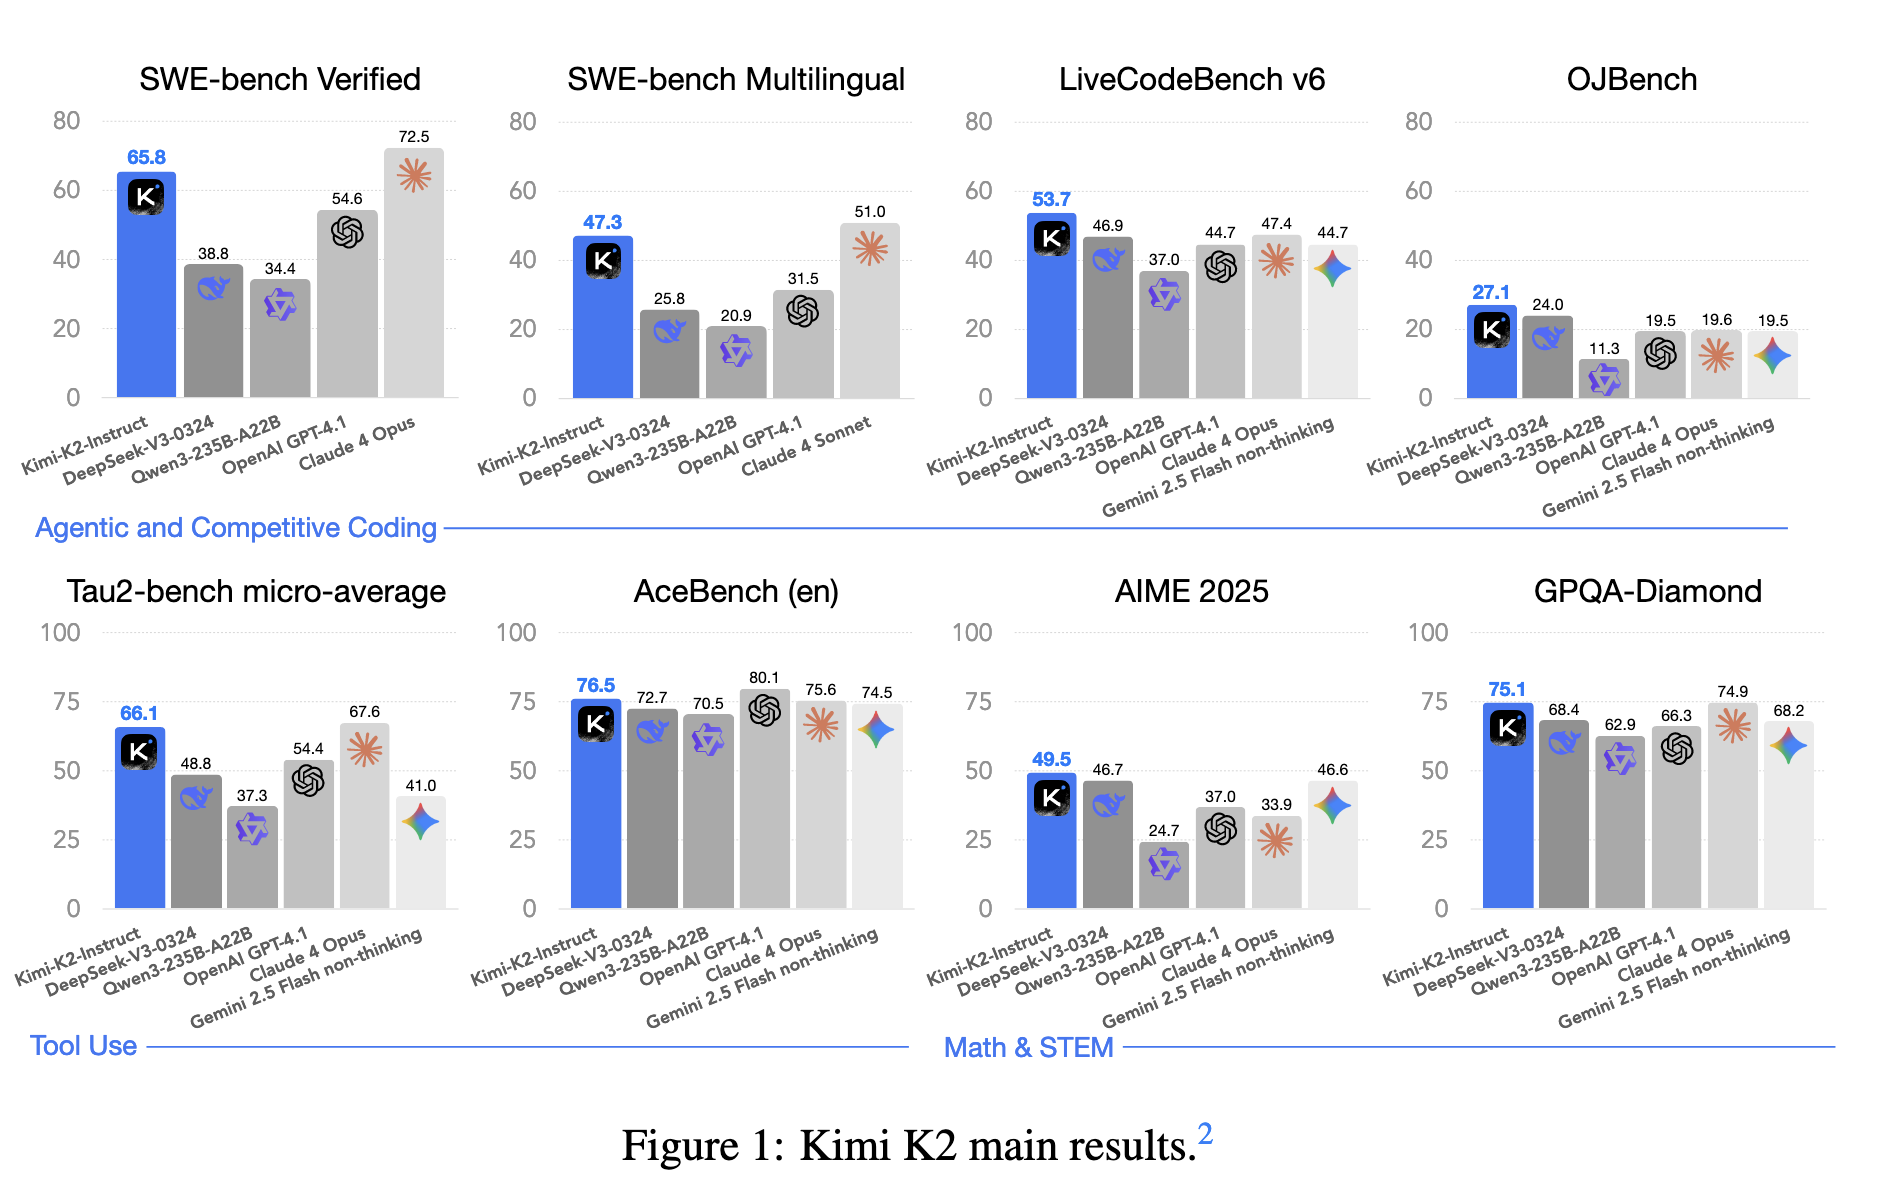 SWE-bench Verified
80
60
40
20
0
65.8
38.8
34.4
54.6
72.5
Kimi-K2-Instruct
DeepSeek-V3-0324
Qwen3-235B-A22B
OpenAI GPT-4.1
Claude 4 Opus
SWE-bench Multilingual
80
60
40
20
0
47.3
25.8
20.9
31.5
51.0
Kimi-K2-Instruct
DeepSeek-V3-0324
Qwen3-235B-A22B
OpenAI GPT-4.1
Claude 4 Sonnet
LiveCodeBench v6
80
60
40
20
0
53.7
46.9
37.0
44.7
47.4
44.7
Kimi-K2-Instruct
DeepSeek-V3-0324
Qwen3-235B-A22B
OpenAI GPT-4.1
Claude 4 Opus
Gemini 2.5 Flash non-thinking
OJBench
80
60
40
20
0
27.1
24.0
11.3
19.5
19.6
19.5
Kimi-K2-Instruct
DeepSeek-V3-0324
Qwen3-235B-A22B
OpenAI GPT-4.1
Claude 4 Opus
Gemini 2.5 Flash non-thinking
Agentic and Competitive Coding
Tau2-bench micro-average
100
75
50
25
0
66.1
48.8
37.3
54.4
67.6
41.0
Kimi-K2-Instruct
DeepSeek-V3-0324
Qwen3-235B-A22B
OpenAI GPT-4.1
Claude 4 Opus
Gemini 2.5 Flash non-thinking
AceBench (en)
100
75
50
25
0
76.5
72.7
70.5
80.1
75.6
74.5
Kimi-K2-Instruct
DeepSeek-V3-0324
Qwen3-235B-A22B
OpenAI GPT-4.1
Claude 4 Opus
Gemini 2.5 Flash non-thinking
Tool Use
AIME 2025
100
75
50
25
0
49.5
46.7
24.7
37.0
33.9
46.6
Kimi-K2-Instruct
DeepSeek-V3-0324
Qwen3-235B-A22B
OpenAI GPT-4.1
Claude 4 Opus
Gemini 2.5 Flash non-thinking
GPQA-Diamond
100
75
50
25
0
75.1
68.4
62.9
66.3
74.9
68.2
Kimi-K2-Instruct
DeepSeek-V3-0324
Qwen3-235B-A22B
OpenAI GPT-4.1
Claude 4 Opus
Gemini 2.5 Flash non-thinking
Math & STEM
Figure 1: Kimi K2 main results.2